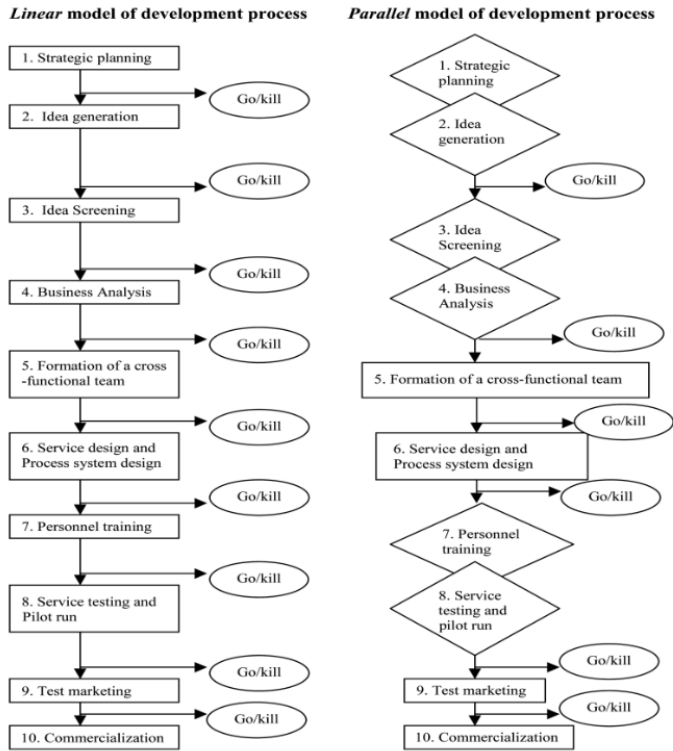 Linear model of development process
1. Strategic planning
Go/kill
2. Idea generation
Go/kill
3. Idea Screening
Go/kill
4. Business Analysis
Go/kill
5. Formation of a cross
-functional team
Go/kill
6. Service design and
Process system design
Go/kill
7. Personnel training
Go/kill
8. Service testing and
Pilot run
Go/kill
9. Test marketing
Go/kill
10. Commercialization
Parallel model of development process
1. Strategic
planning
2. Idea
generation
Go/kill
3. Idea
Screening
4. Business
Analysis
Go/kill
5. Formation of a cross-functional team
Go/kill
6. Service design and
Process system design
Go/kill
7. Personnel
training
8. Service
testing and
pilot run
Go/kill
9. Test marketing
Go/kill
10. Commercialization